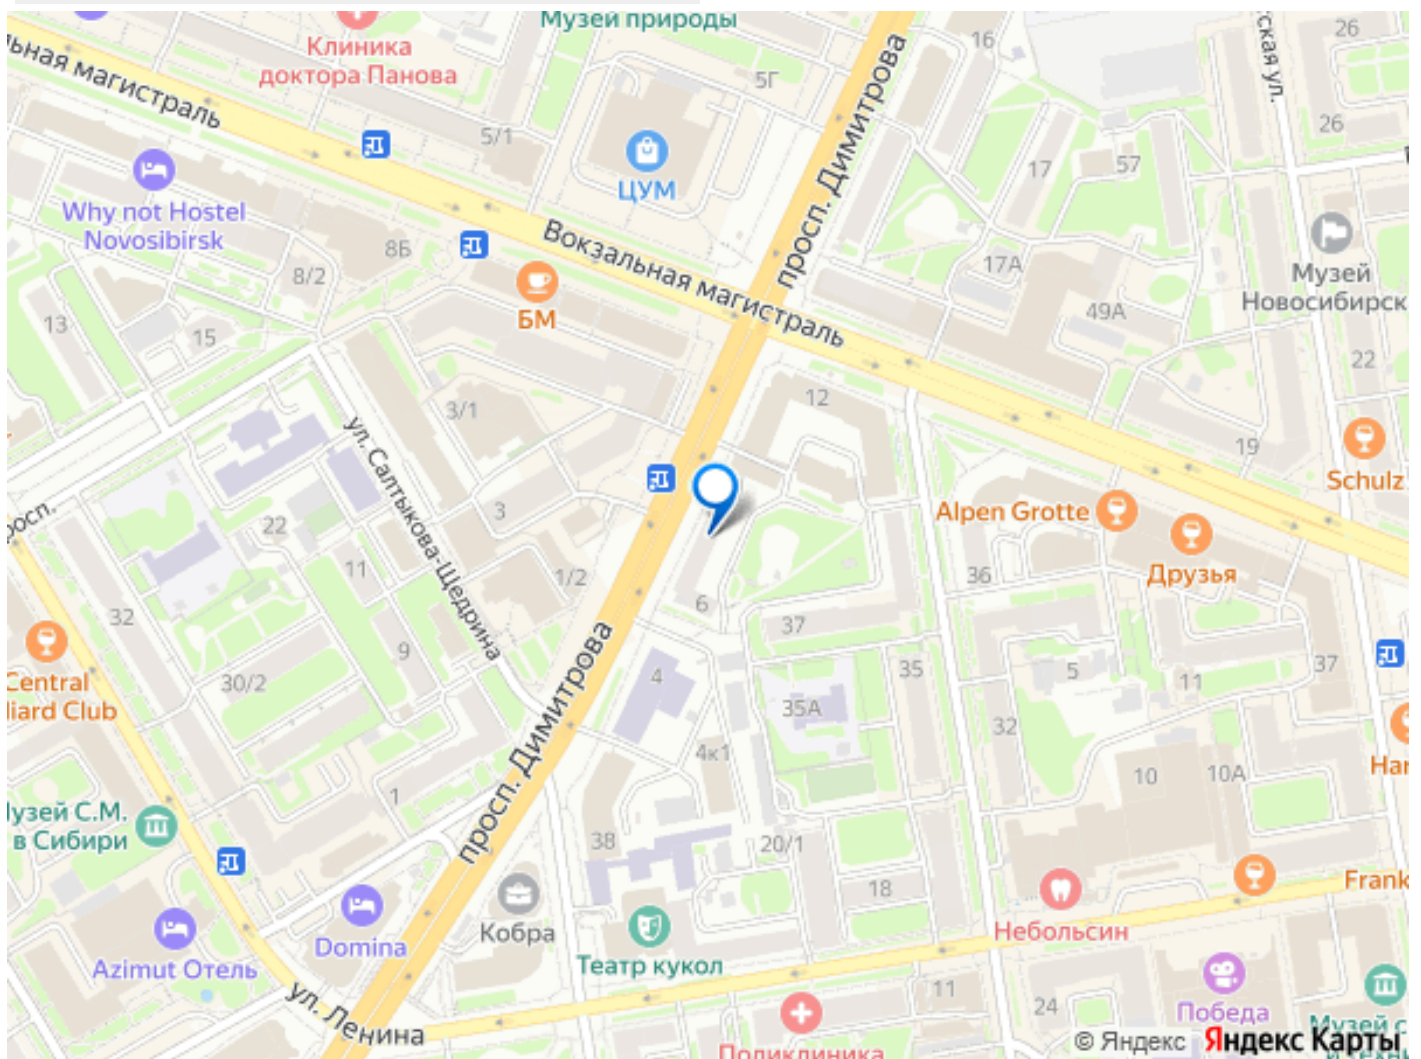 Музей природы
Клиника
доктора Панова
ьная магистраль
5/1
5Г
16
ская ул.
26
26
просп. Димитрова
ЦУМ
17
57
Why not Hostel
Novosibirsk
8Б
8/2
Вокзальная магистраль
БМ
17А
Музей
Новосибирск
49А
13
15
22
3/1
12
19
Schulz
ул. Салтыкова-Щедрина
росп.
22
3
Alpen Grotte
Друзья
11
1/2
36
32
6
37
9
35
5
11
37
Central
liard Club
30/2
4
35А
32
4к1
10
10А
Har
1
узей С.М.
в Сибири
просп. Димитрова
38
20/1
18
Frank
Кобра
Небольсин
Domina
Azimut Отель
Театр кукол
11
24
Победа
ул. Ленина
Поликлиника
Музей с
© Яндекс Яндекс Карты